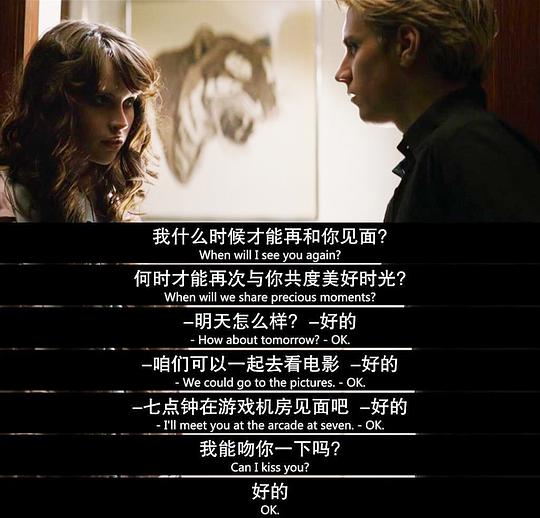 我什么时候才能再和你见面?
When will I see you again?
何时才能再次与你共度美好时光?
When will we share precious moments?
–明天怎么样? –好的
- How about tomorrow? - OK.
–咱们可以一起去看电影 –好的
- We could go to the pictures. - OK.
–七点钟在游戏机房见面吧 –好的
- I'll meet you at the arcade at seven. - OK.
我能吻你一下吗?
Can I kiss you?
好的
OK.